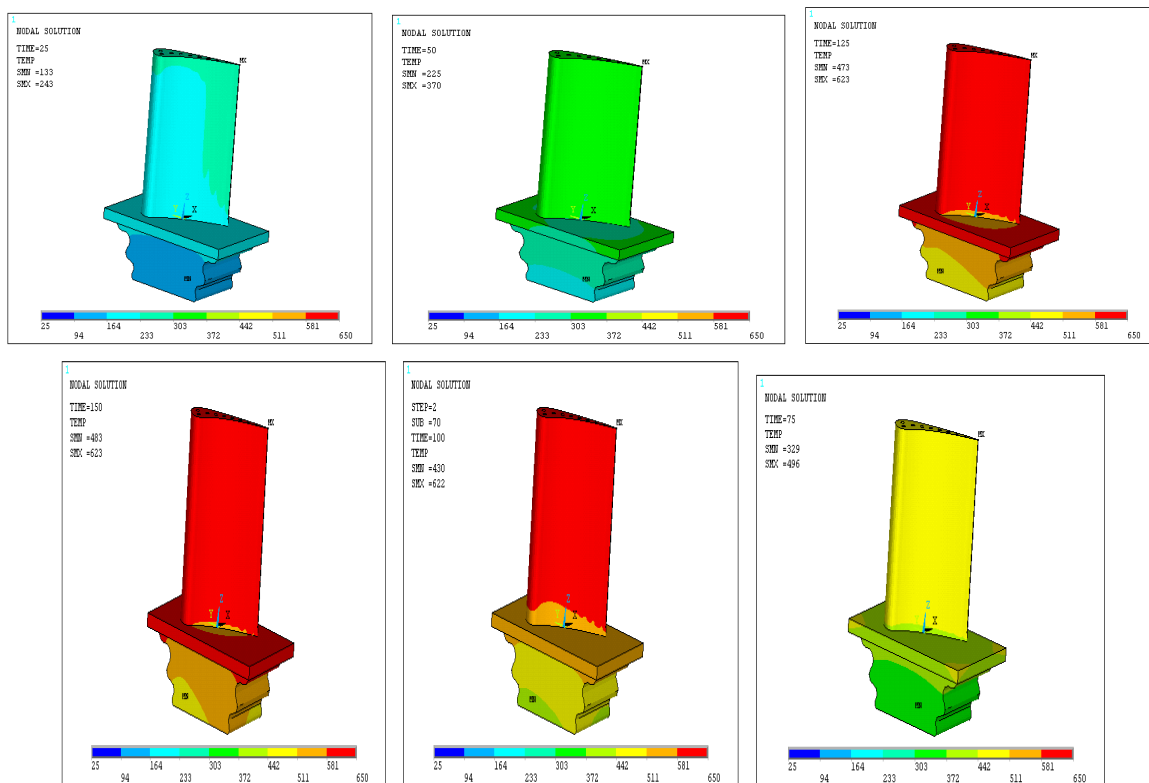 1
NODAL SOLUTION
TIME=25
TEMP
SMN =133
SMX =243
MX
Z
Y X
MN
25 164 303 442 581
94 233 372 511 650
1
NODAL SOLUTION
TIME=50
TEMP
SMN =225
SMX =370
MX
Z
Y X
MN
25 164 303 442 581
94 233 372 511 650
1
NODAL SOLUTION
TIME=125
TEMP
SMN =473
SMX =623
MX
Z
Y X
MN
25 164 303 442 581
94 233 372 511 650
1
NODAL SOLUTION
TIME=150
TEMP
SMN =483
SMX =623
MX
Z
Y X
MN
25 164 303 442 581
94 233 372 511 650
1
NODAL SOLUTION
STEP=2
SUB =70
TIME=100
TEMP
SMN =430
SMX =622
MX
Z
Y X
MN
25 164 303 442 581
94 233 372 511 650
1
NODAL SOLUTION
TIME=75
TEMP
SMN =329
SMX =496
MX
Z
Y X
MN
25 164 303 442 581
94 233 372 511 650